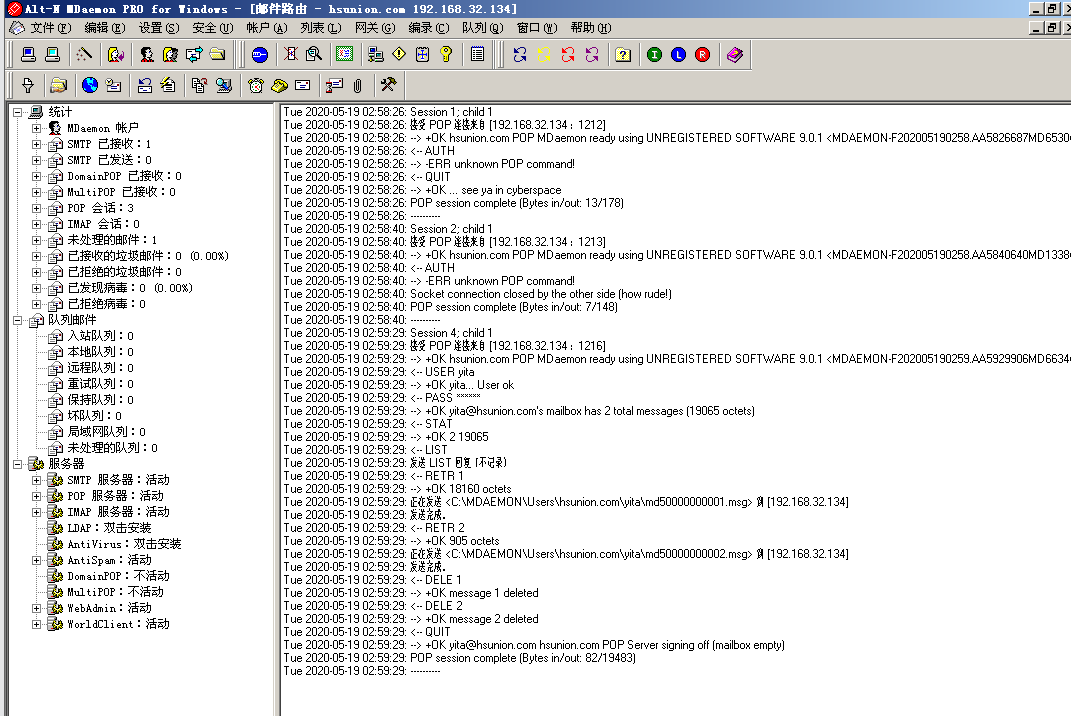 Alt-N MDaemon PRO for Windows - [邮件路由 - hsunion.com 192.168.32.134]
文件(F) 编辑(E) 设置(S) 安全(U) 帐户(A) 列表(L) 网关(G) 编录(C) 队列(Q) 窗口(W) 帮助(H)
统计
MDaemon 帐户
SMTP 已接收：1
SMTP 已发送：0
DomainPOP 已接收：0
MultiPOP 已接收：0
POP 会话：3
IMAP 会话：0
未处理的邮件：1
已接收的垃圾邮件：0 (0.00%)
已拒绝的垃圾邮件：0
已发现病毒：0 (0.00%)
已拒绝病毒：0
队列邮件
入站队列：0
本地队列：0
远程队列：0
重试队列：0
保持队列：0
坏队列：0
局域网队列：0
未处理的队列：0
服务器
SMTP 服务器：活动
POP 服务器：活动
IMAP 服务器：活动
LDAP：双击安装
AntiVirus：双击安装
AntiSpam：活动
DomainPOP：不活动
MultiPOP：不活动
WebAdmin：活动
WorldClient：活动
Tue 2020-05-19 02:58:26: Session 1; child 1
Tue 2020-05-19 02:58:26: 接受 POP 连接来自 [192.168.32.134：1212]
Tue 2020-05-19 02:58:26: --> +OK hsunion.com POP MDaemon ready using UNREGISTERED SOFTWARE 9.0.1 <MDAEMON-F202005190258.AA5826687MD6530
Tue 2020-05-19 02:58:26: <-- AUTH
Tue 2020-05-19 02:58:26: --> -ERR unknown POP command!
Tue 2020-05-19 02:58:26: <-- QUIT
Tue 2020-05-19 02:58:26: --> +OK ... see ya in cyberspace
Tue 2020-05-19 02:58:26: POP session complete (Bytes in/out: 13/178)
Tue 2020-05-19 02:58:26: ----------
Tue 2020-05-19 02:58:40: Session 2; child 1
Tue 2020-05-19 02:58:40: 接受 POP 连接来自 [192.168.32.134：1213]
Tue 2020-05-19 02:58:40: --> +OK hsunion.com POP MDaemon ready using UNREGISTERED SOFTWARE 9.0.1 <MDAEMON-F202005190258.AA5840640MD1338
Tue 2020-05-19 02:58:40: <-- AUTH
Tue 2020-05-19 02:58:40: --> -ERR unknown POP command!
Tue 2020-05-19 02:58:40: Socket connection closed by the other side (how rude!)
Tue 2020-05-19 02:58:40: POP session complete (Bytes in/out: 7/148)
Tue 2020-05-19 02:58:40: ----------
Tue 2020-05-19 02:59:29: Session 4; child 1
Tue 2020-05-19 02:59:29: 接受 POP 连接来自 [192.168.32.134：1216]
Tue 2020-05-19 02:59:29: --> +OK hsunion.com POP MDaemon ready using UNREGISTERED SOFTWARE 9.0.1 <MDAEMON-F202005190259.AA5929906MD6634
Tue 2020-05-19 02:59:29: <-- USER yita
Tue 2020-05-19 02:59:29: --> +OK yita... User ok
Tue 2020-05-19 02:59:29: <-- PASS ******
Tue 2020-05-19 02:59:29: --> +OK yita@hsunion.com's mailbox has 2 total messages (19065 octets)
Tue 2020-05-19 02:59:29: <-- STAT
Tue 2020-05-19 02:59:29: --> +OK 2 19065
Tue 2020-05-19 02:59:29: <-- LIST
Tue 2020-05-19 02:59:29: 发送 LIST 回复 (不记录)
Tue 2020-05-19 02:59:29: <-- RETR 1
Tue 2020-05-19 02:59:29: --> +OK 18160 octets
Tue 2020-05-19 02:59:29: 正在发送 <C:\MDAEMON\Users\hsunion.com\yita\md50000000001.msg> 到 [192.168.32.134]
Tue 2020-05-19 02:59:29: 发送完成。
Tue 2020-05-19 02:59:29: <-- RETR 2
Tue 2020-05-19 02:59:29: --> +OK 905 octets
Tue 2020-05-19 02:59:29: 正在发送 <C:\MDAEMON\Users\hsunion.com\yita\md50000000002.msg> 到 [192.168.32.134]
Tue 2020-05-19 02:59:29: 发送完成。
Tue 2020-05-19 02:59:29: <-- DELE 1
Tue 2020-05-19 02:59:29: --> +OK message 1 deleted
Tue 2020-05-19 02:59:29: <-- DELE 2
Tue 2020-05-19 02:59:29: --> +OK message 2 deleted
Tue 2020-05-19 02:59:29: <-- QUIT
Tue 2020-05-19 02:59:29: --> +OK yita@hsunion.com hsunion.com POP Server signing off (mailbox empty)
Tue 2020-05-19 02:59:29: POP session complete (Bytes in/out: 82/19483)
Tue 2020-05-19 02:59:29: ----------